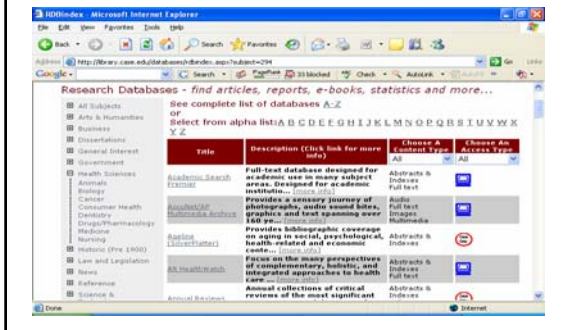 RDDindex - Microsoft Internet Explorer
File Edit View Favorites Tools Help
Back Search Favorites
Address http://library.case.edu/databases/rdbindex.asp?subject=294 Go Links
Google Search PageRank 33 blocked Check AutoLink
Research Databases - find articles, reports, e-books, statistics and more...
All Subjects
Arts & Humanities
Business
Dissertations
General Interest
Government
Health Sciences
Animals
Biology
Cancer
Consumer Health
Dentistry
Drugs/Pharmacology
Medicine
Nursing
Historic (Pre 1900)
Law and Legislation
News
Reference
Science &
See complete list of databases A-Z
or
Select from alpha list: A B C D E F G H I J K L M N O P Q R S T U V W X
Y Z
Title
Description (Click link for more
info)
Choose A
Content Type
All
Choose An
Access Type
All
Academic Search
Premier
Full-text database designed for
academic use in many subject
areas. Designed for academic
institutio... [more info]
Abstracts &
Indexes
Full text
AccuNet/AP
Multimedia Archive
Provides a sensory journey of
photographs, audio sound bites,
graphics and text spanning over
160 ye... [more info]
Audio
Full text
Images
Multimedia
Ageline
(SilverPlatter)
Provides bibliographic coverage
on aging in social, psychological,
health-related and economic
conte... [more info]
Abstracts &
Indexes
Alt HealthWatch
Focus on the many perspectives
of complementary, holistic, and
integrated approaches to health
care ... [more info]
Abstracts &
Indexes
Full text
Annual Reviews
Annual collections of critical
reviews of the most significant
Abstracts &
Indexes
Done Internet